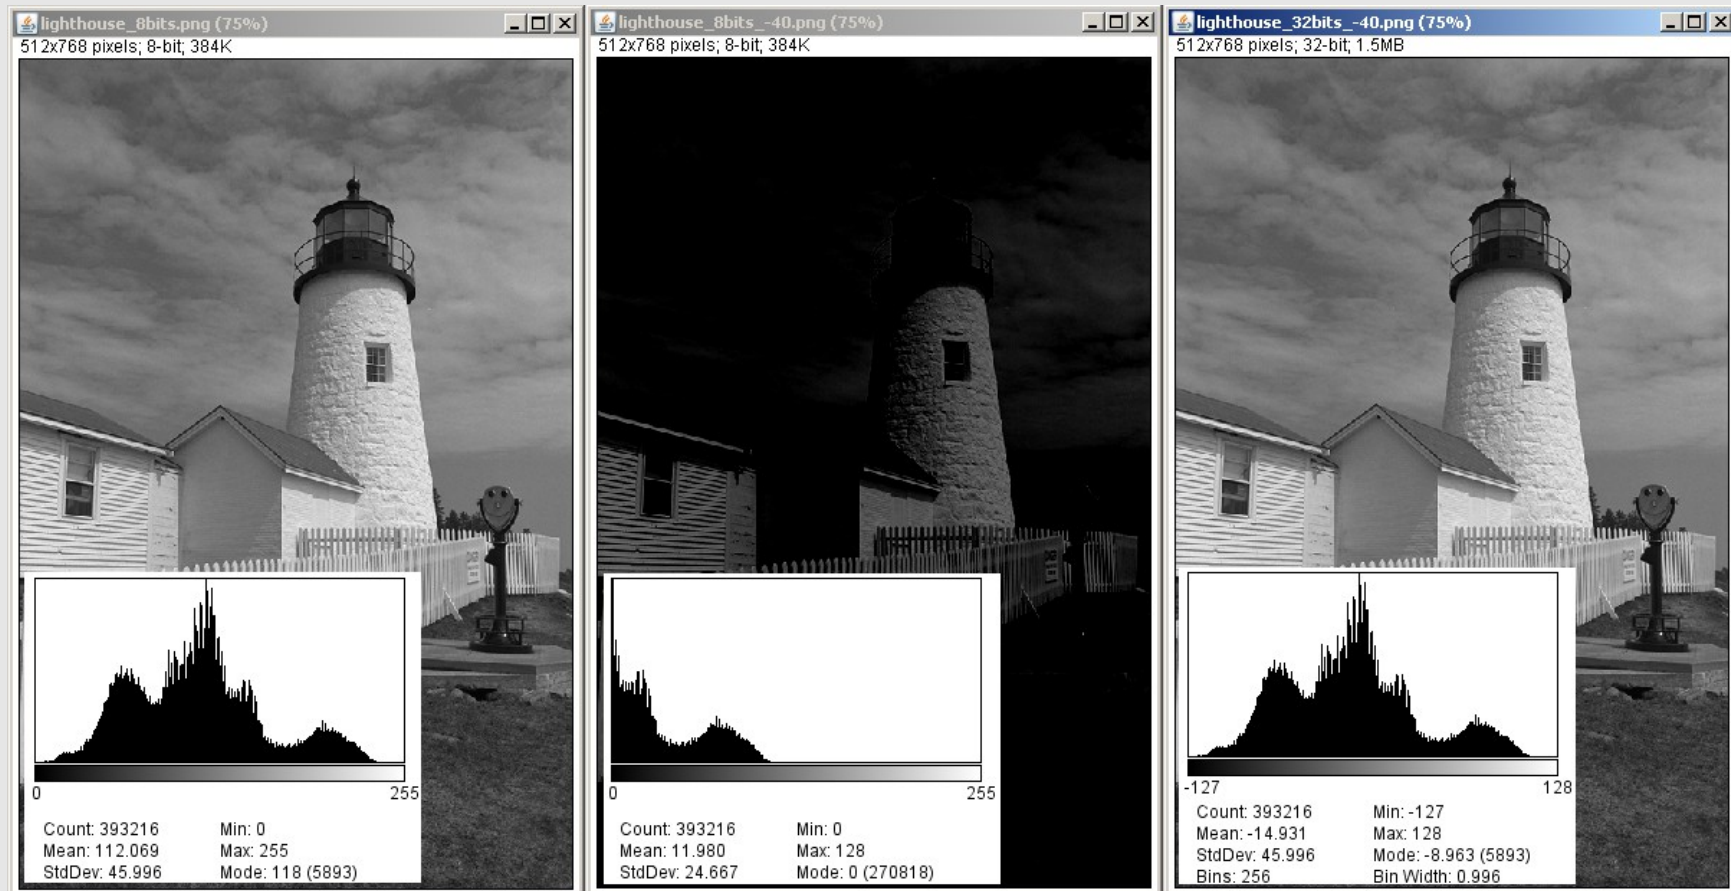 lighthouse_8bits.png (75%)
512x768 pixels; 8-bit; 384K
0 255
Count: 393216 Min: 0
Mean: 112.069 Max: 255
StdDev: 45.996 Mode: 118 (5893)
lighthouse_8bits_-40.png (75%)
512x768 pixels; 8-bit; 384K
0 255
Count: 393216 Min: 0
Mean: 11.980 Max: 128
StdDev: 24.667 Mode: 0 (270818)
lighthouse_32bits_-40.png (75%)
512x768 pixels; 32-bit; 1.5MB
-127 128
Count: 393216 Min: -127
Mean: -14.931 Max: 128
StdDev: 45.996 Mode: -8.963 (5893)
Bins: 256 Bin Width: 0.996